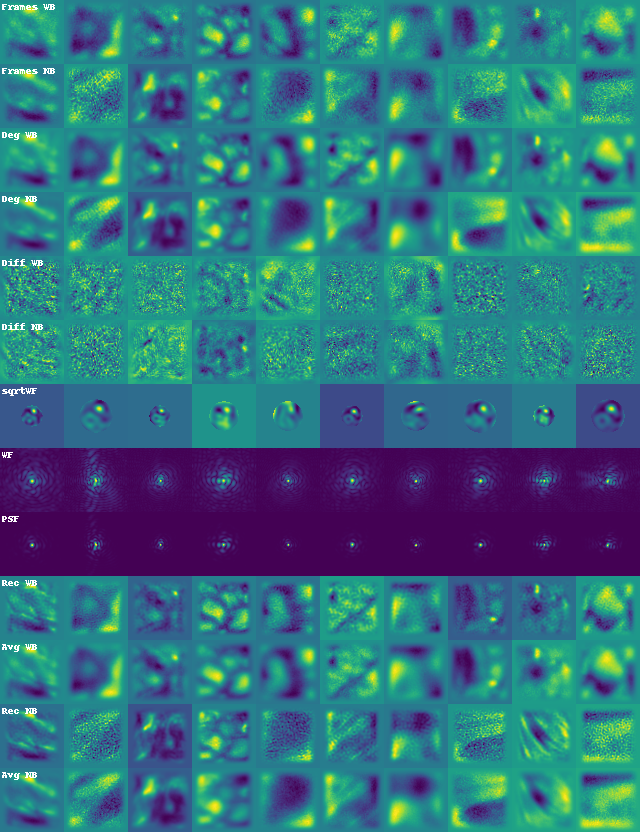 Frames WB
Frames NB
Deg WB
Deg NB
Diff WB
Diff NB
sqrtWF
WF
PSF
Rec WB
Avg WB
Rec NB
Avg NB